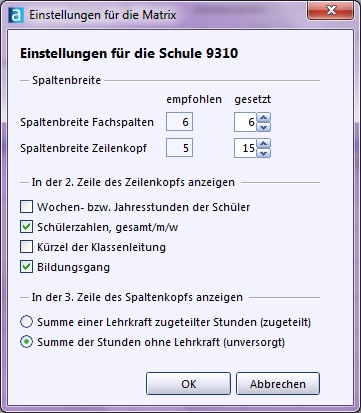 a Einstellungen für die Matrix
Einstellungen für die Schule 9310
Spaltenbreite
empfohlen gesetzt
Spaltenbreite Fachspalten 6 6
Spaltenbreite Zeilenkopf 5 15
In der 2. Zeile des Zeilenkopfs anzeigen
Wochen- bzw. Jahresstunden der Schüler
Schülerzahlen, gesamt/m/w
Kürzel der Klassenleitung
Bildungsgang
In der 3. Zeile des Spaltenkopfs anzeigen
Summe einer Lehrkraft zugeteilter Stunden (zugeteilt)
Summe der Stunden ohne Lehrkraft (unversorgt)
OK Abbrechen